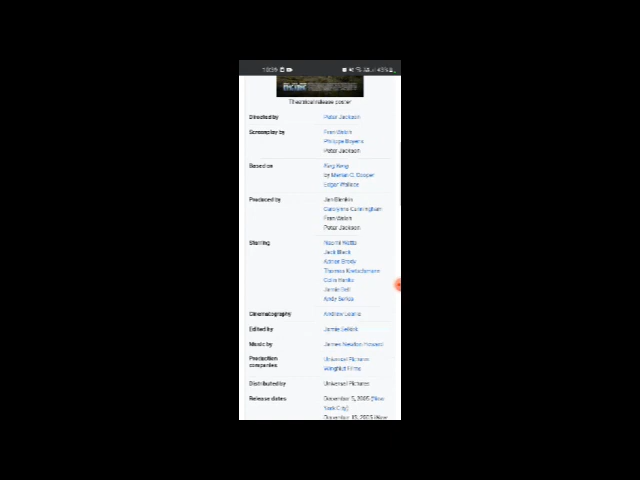 Theatrical release poster
Directed by
Peter Jackson
Screenplay by
Fran Walsh
Philippa Boyens
Peter Jackson
Based on
King Kong
by Merian C. Cooper
Edgar Wallace
Produced by
Jan Blenkin
Carolynne Cunningham
Fran Walsh
Peter Jackson
Starring
Naomi Watts
Jack Black
Adrien Brody
Thomas Kretschmann
Colin Hanks
Jamie Bell
Andy Serkis
Cinematography
Andrew Lesnie
Edited by
Jamie Selkirk
Music by
James Newton Howard
Production
companies
Universal Pictures
WingNut Films
Distributed by
Universal Pictures
Release dates
December 5, 2005 (New
York City)